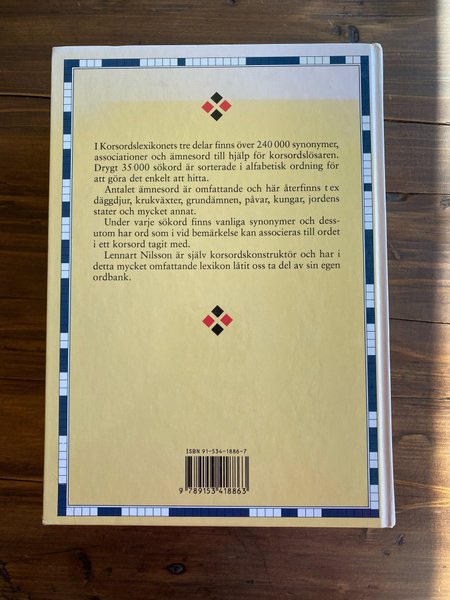 I Korsordslexikonets tre delar finns över 240 000 synonymer,
associationer och ämnesord till hjälp för korsordslösaren.
Drygt 35 000 sökord är sorterade i alfabetisk ordning för
att göra det enkelt att hitta.
Antalet ämnesord är omfattande och här återfinns t ex
däggdjur, krukväxter, grundämnen, påvar, kungar, jordens
stater och mycket annat.
Under varje sökord finns vanliga synonymer och dess-
utom har ord som i vid bemärkelse kan associeras till ordet
i ett korsord tagit med.
Lennart Nilsson är själv korsordskonstruktör och har i
detta mycket omfattande lexikon låtit oss ta del av sin egen
ordbank.
ISBN 91-534-1886-7
9 789153 418863